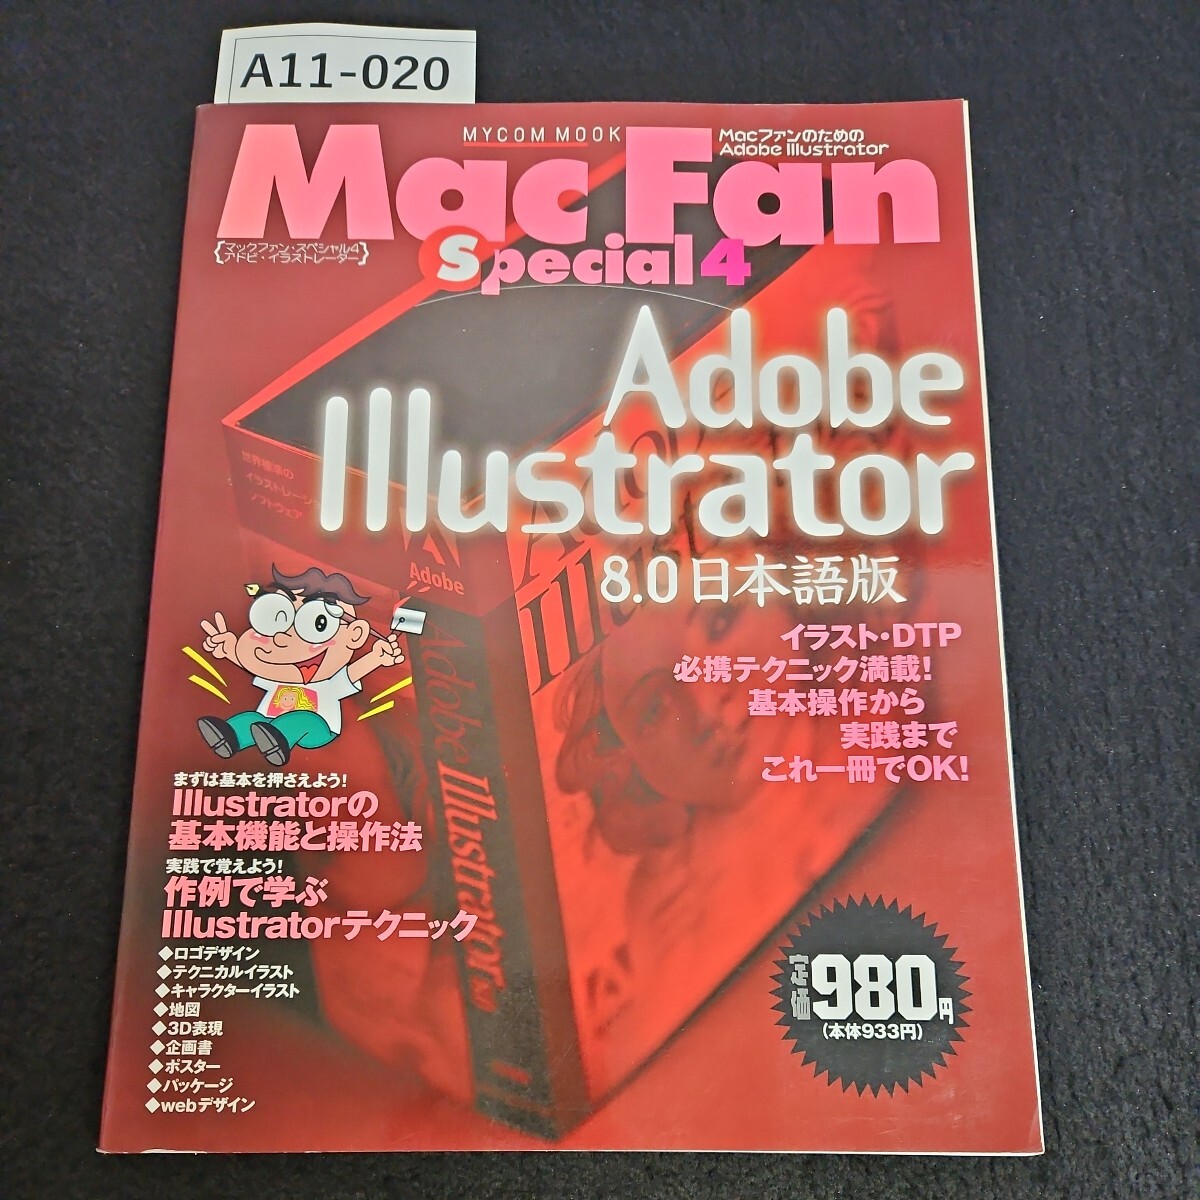 A11-020
MYCOM MOOK
Macファンのための
Adobe Illustrator
Mac Fan
{マックファン・スペシャル4
アドビ・イラストレーター}
Special 4
Adobe
Illustrator
8.0 日本語版
世界標準の
イラストレーション
ソフトウェア
Adobe
イラスト・DTP
必携テクニック満載!
基本操作から
実践まで
これ一冊でOK!
Adobe Illustrator 8.0
まずは基本を押さえよう!
Illustratorの
基本機能と操作法
実践で覚えよう!
作例で学ぶ
Illustratorテクニック
◆ロゴデザイン
◆テクニカルイラスト
◆キャラクターイラスト
◆地図
◆3D表現
◆企画書
◆ポスター
◆パッケージ
◆webデザイン
定価980円
(本体933円)